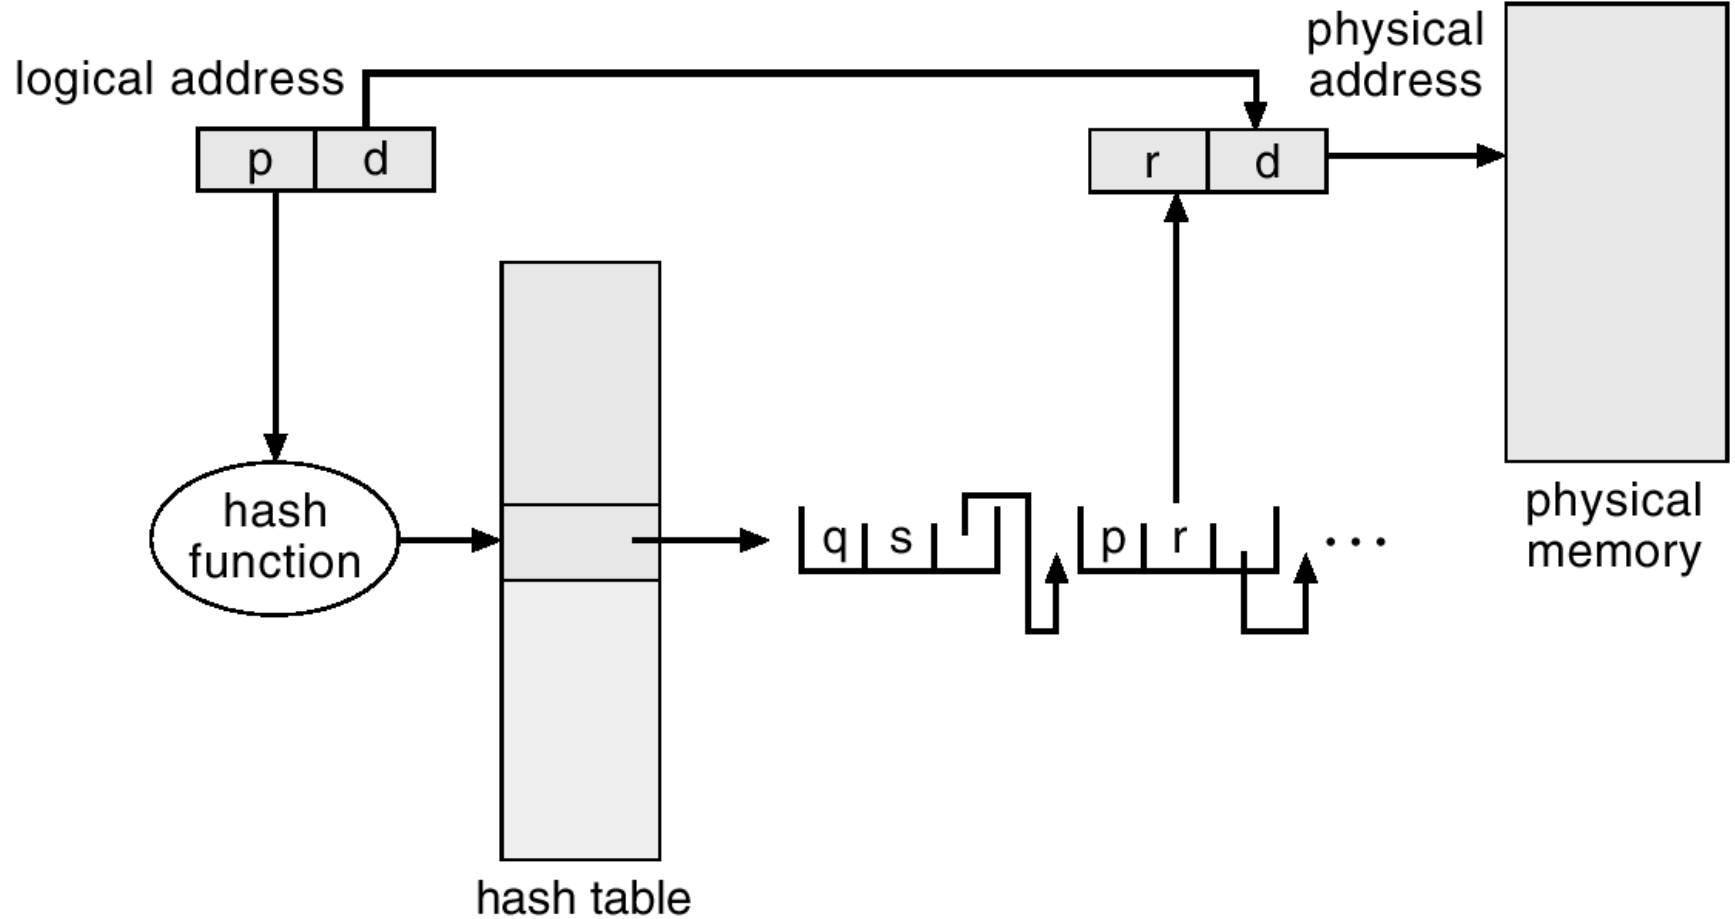 physical
address
logical address
p d
r d
hash
function
q s
p r ...
physical
memory
hash table